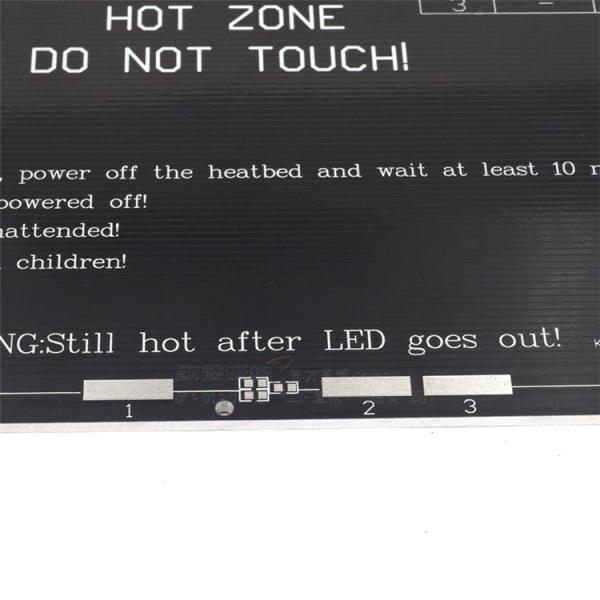 3 -
HOT ZONE
DO NOT TOUCH!
, power off the heatbed and wait at least 10 m
powered off!
nattended!
children!
NG:Still hot after LED goes out! K
1 2 3